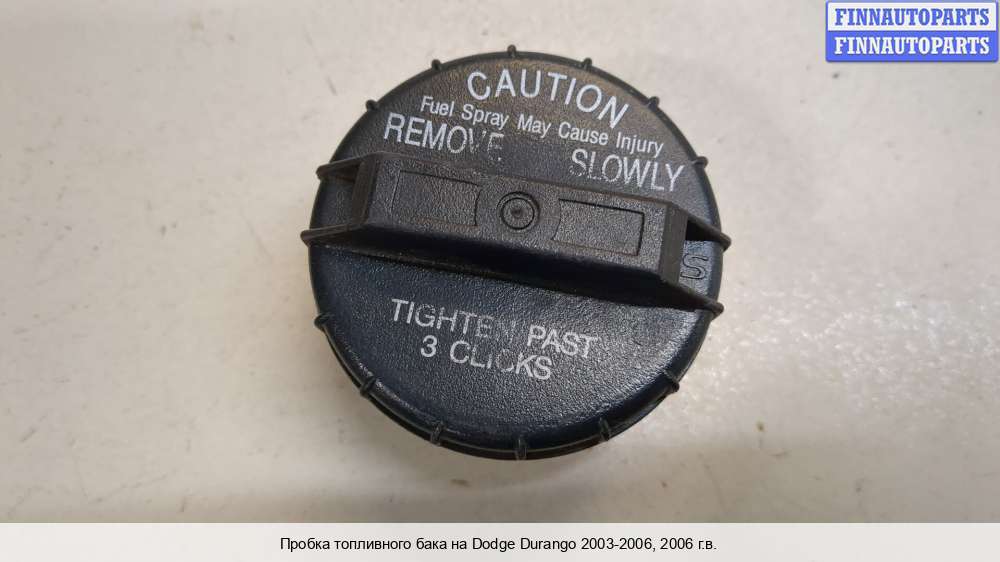 FINNAUTOPARTS
FINNAUTOPARTS
CAUTION
Fuel Spray May Cause Injury
REMOVE SLOWLY
S
TIGHTEN PAST
3 CLICKS
Пробка топливного бака на Dodge Durango 2003-2006, 2006 г.в.